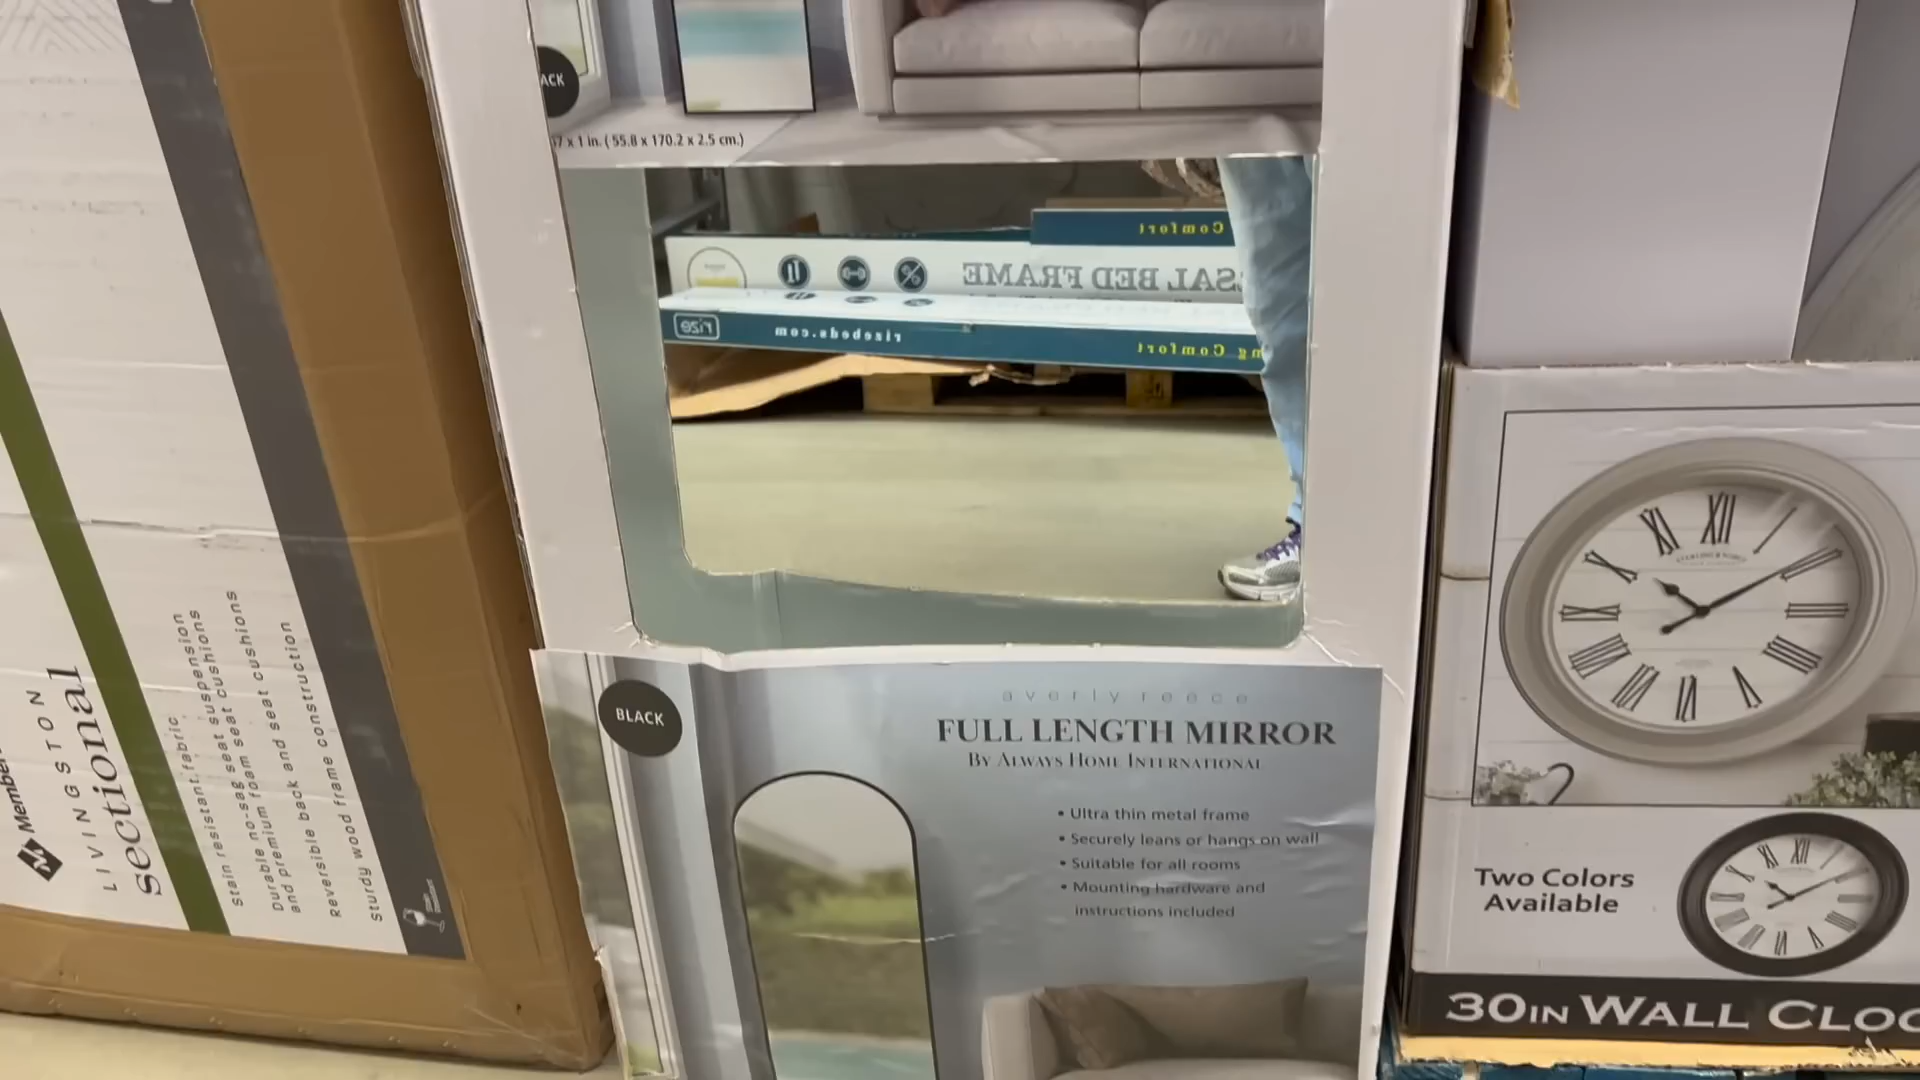 Member
LIVINGSTON
sectional
Stain resistant fabric
Durable no-sag seat suspension
and premium foam seat cushions
Reversible back and seat cushions
Sturdy wood frame construction
ACK
7 x 1 in. ( 55.8 x 170.2 x 2.5 cm.)
Comfort
SAL BED FRAME
rize
rizebeds.com
ng Comfort
BLACK
averly reece
FULL LENGTH MIRROR
BY ALWAYS HOME INTERNATIONAL
• Ultra thin metal frame
• Securely leans or hangs on wall
• Suitable for all rooms
• Mounting hardware and
instructions included
XII
Two Colors
Available
30IN WALL CLOC